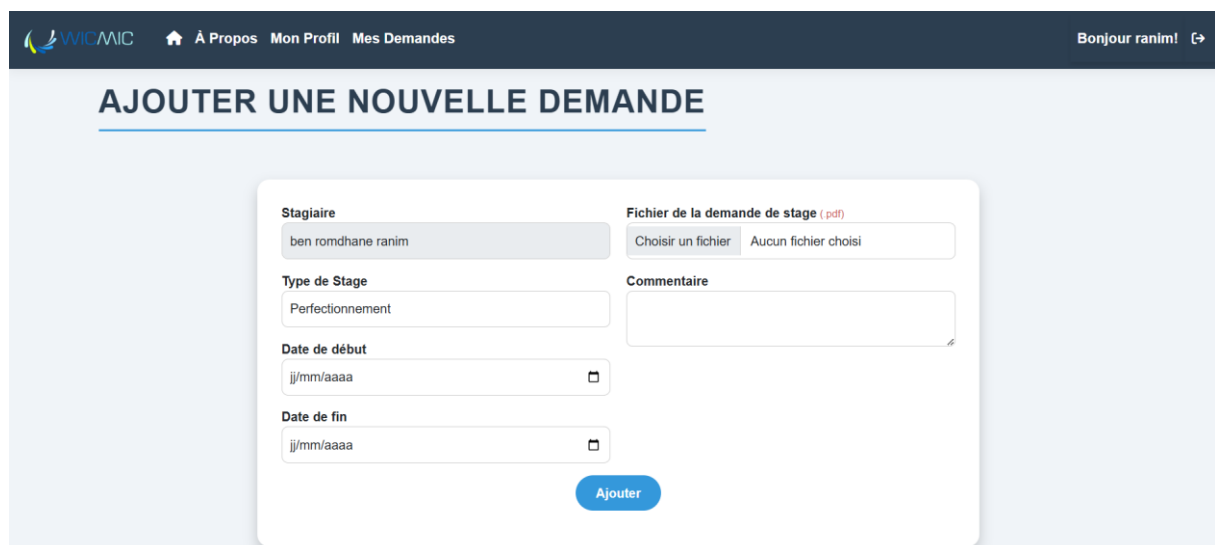 WICMIC À Propos Mon Profil Mes Demandes Bonjour ranim!
AJOUTER UNE NOUVELLE DEMANDE
Stagiaire
ben romdhane ranim
Type de Stage
Perfectionnement
Date de début
jj/mm/aaaa
Date de fin
jj/mm/aaaa
Fichier de la demande de stage (.pdf)
Choisir un fichier Aucun fichier choisi
Commentaire
Ajouter